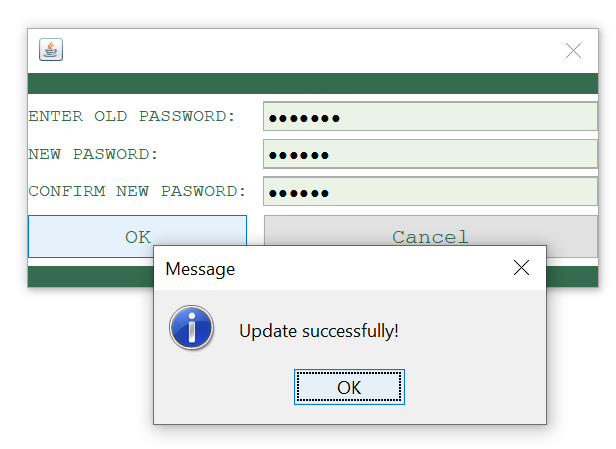 ENTER OLD PASSWORD:
●●●●●●●
NEW PASWORD:
●●●●●●
CONFIRM NEW PASWORD:
●●●●●●
OK Cancel
Message
Update successfully!
OK